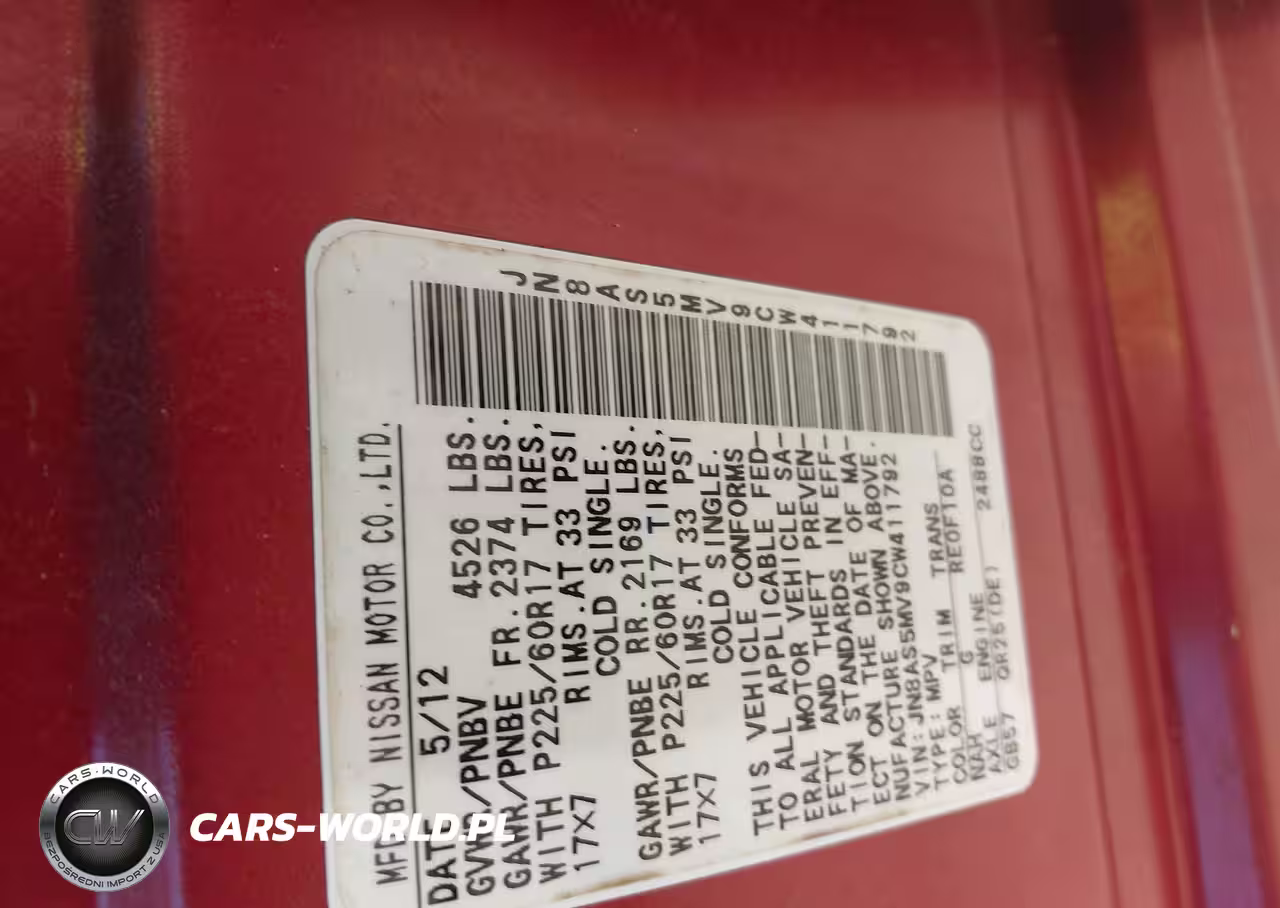 MFD BY NISSAN MOTOR CO.,LTD.
DATE 5/12
GVWR/PNBV 4526 LBS.
GAWR/PNBE FR.2374 LBS.
WITH P225/60R17 TIRES,
17X7 RIMS.AT 33 PSI
COLD SINGLE.
GAWR/PNBE RR.2169 LBS.
WITH P225/60R17 TIRES,
17X7 RIMS.AT 33 PSI
COLD SINGLE.
THIS VEHICLE CONFORMS
TO ALL APPLICABLE FED-
ERAL MOTOR VEHICLE SA-
FETY AND THEFT PREVEN-
TION STANDARDS IN EFF-
ECT ON THE DATE OF MA-
NUFACTURE SHOWN ABOVE.
VIN:JN8AS5MV9CW411792
TYPE:MPV
COLOR TRIM TRANS
NAH G RE0F10A
AXLE ENGINE
GB57 QR25(DE) 2488CC
JN8AS5MV9CW411792
CARS-WORLD
CW
BEZPOŚREDNI IMPORT Z USA
CARS-WORLD.PL